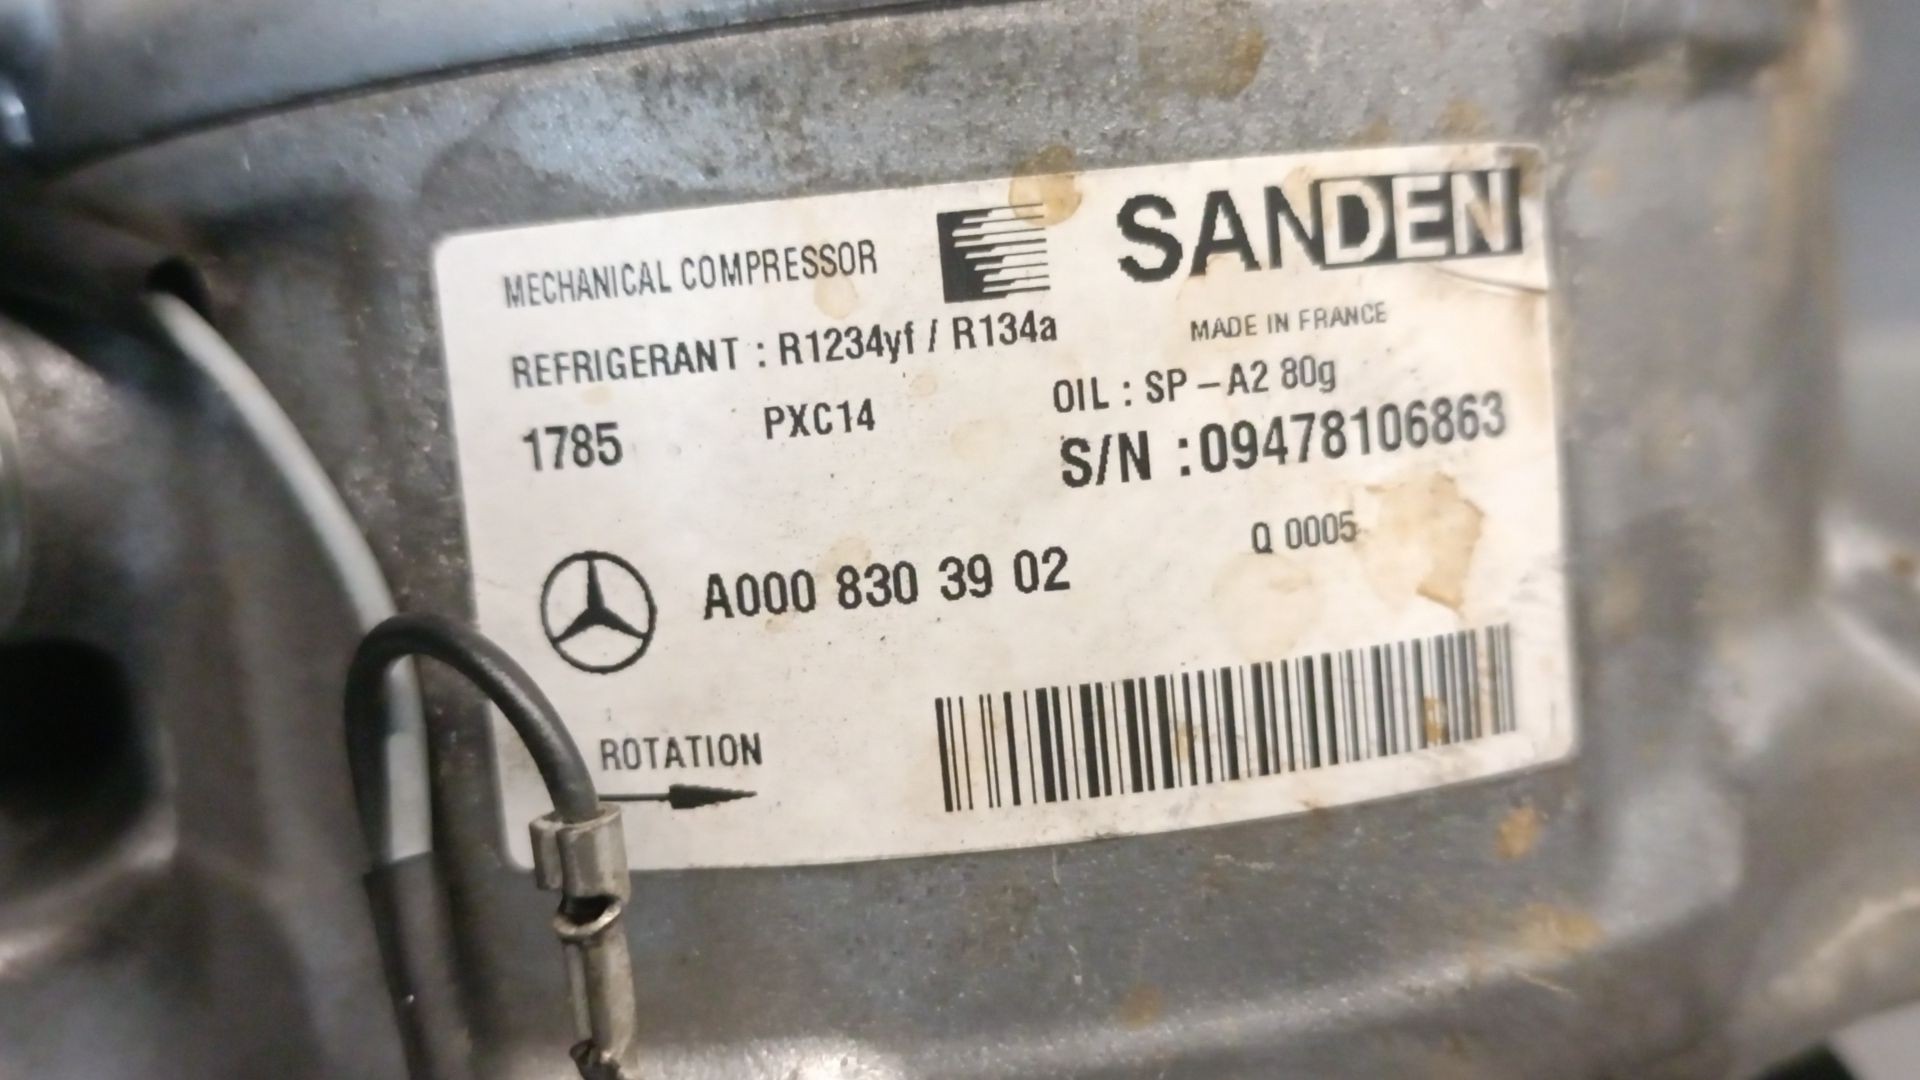 MECHANICAL COMPRESSOR
SANDEN
REFRIGERANT : R1234yf / R134a
MADE IN FRANCE
1785 PXC14
OIL : SP-A2 80g
S/N :09478106863
Q 0005
A000 830 39 02
ROTATION